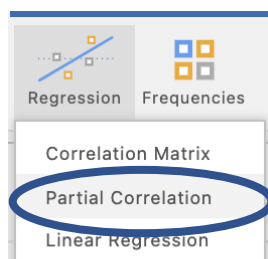 Regression Frequencies
Correlation Matrix
Partial Correlation
Linear Regression